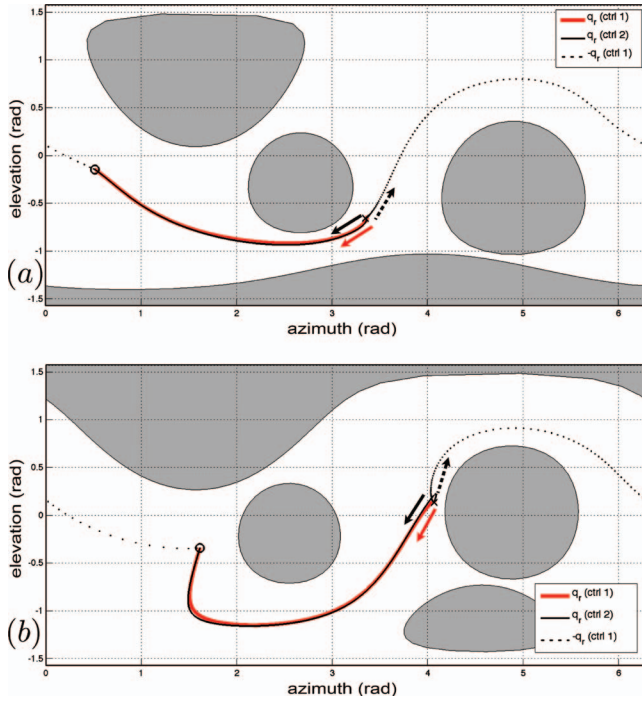 1.5
1
0.5
0
-0.5
-1
-1.5
elevation (rad)
(a)
q_r (ctrl 1)
q_r (ctrl 2)
-q_r (ctrl 1)
0 1 2 3 4 5 6
azimuth (rad)
1.5
1
0.5
0
-0.5
-1
-1.5
elevation (rad)
(b)
q_r (ctrl 1)
q_r (ctrl 2)
-q_r (ctrl 1)
0 1 2 3 4 5 6
azimuth (rad)